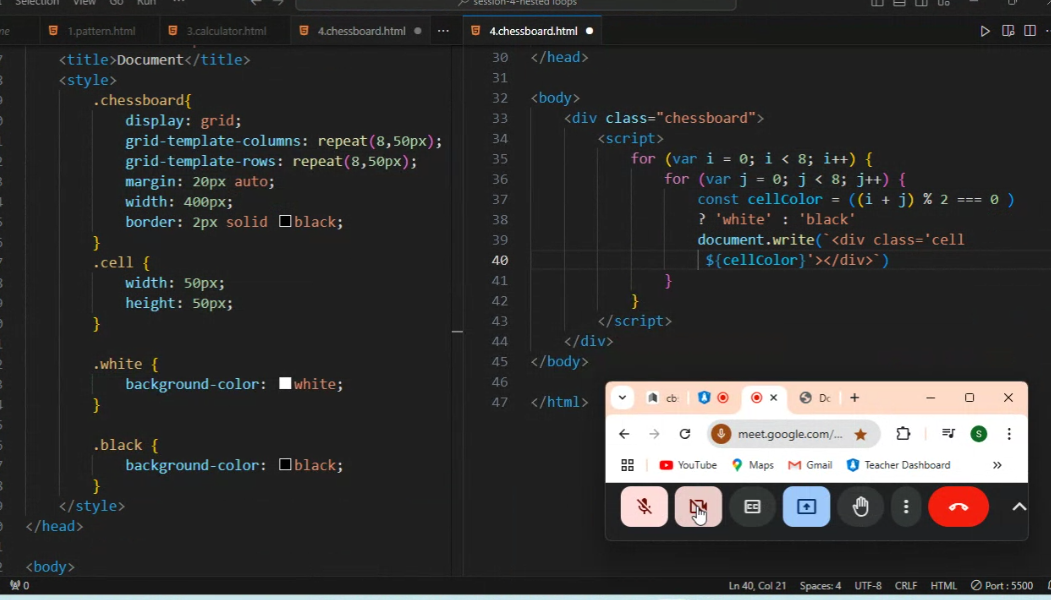 Selection View Go Run ···
session-4-nested loops
1.pattern.html 3.calculator.html 4.chessboard.html ● ···
4.chessboard.html ●
<title>Document</title>
<style>
.chessboard{
display: grid;
grid-template-columns: repeat(8,50px);
grid-template-rows: repeat(8,50px);
margin: 20px auto;
width: 400px;
border: 2px solid black;
}
.cell {
width: 50px;
height: 50px;
}
.white {
background-color: white;
}
.black {
background-color: black;
}
</style>
</head>
<body>
30 </head>
31
32 <body>
33 <div class="chessboard">
34 <script>
35 for (var i = 0; i < 8; i++) {
36 for (var j = 0; j < 8; j++) {
37 const cellColor = ((i + j) % 2 === 0 )
38 ? 'white' : 'black'
39 document.write(`<div class='cell
40 ${cellColor}'></div>`)
41 }
42 }
43 </script>
44 </div>
45 </body>
46
47 </html>
meet.google.com/...
YouTube Maps Gmail Teacher Dashboard »
CC
0
Ln 40, Col 21 Spaces: 4 UTF-8 CRLF HTML Port : 5500